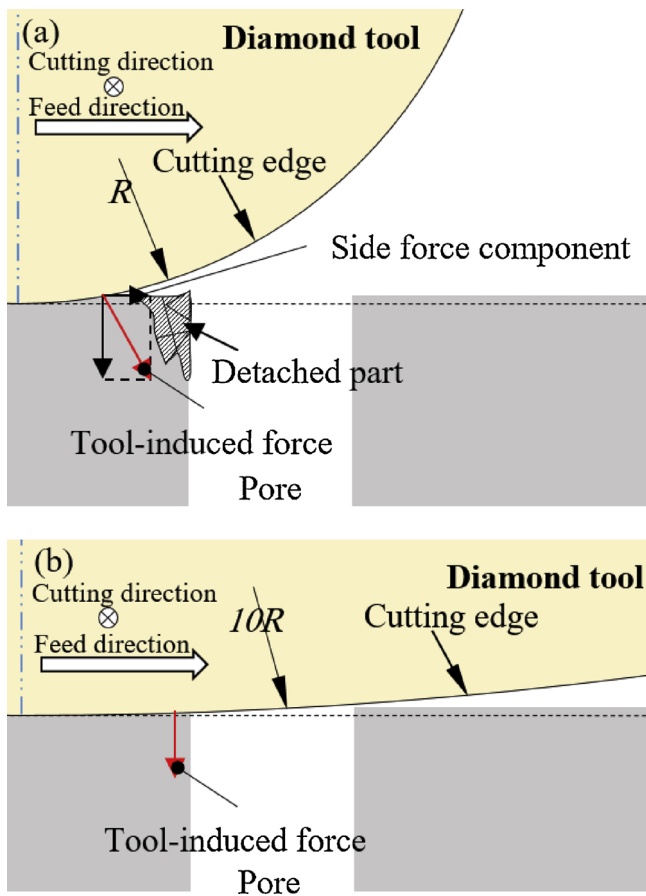 (a)
Diamond tool
Cutting direction
Feed direction
Cutting edge
R
Side force component
Detached part
Tool-induced force
Pore
(b)
Diamond tool
Cutting direction
Feed direction
10R
Cutting edge
Tool-induced force
Pore